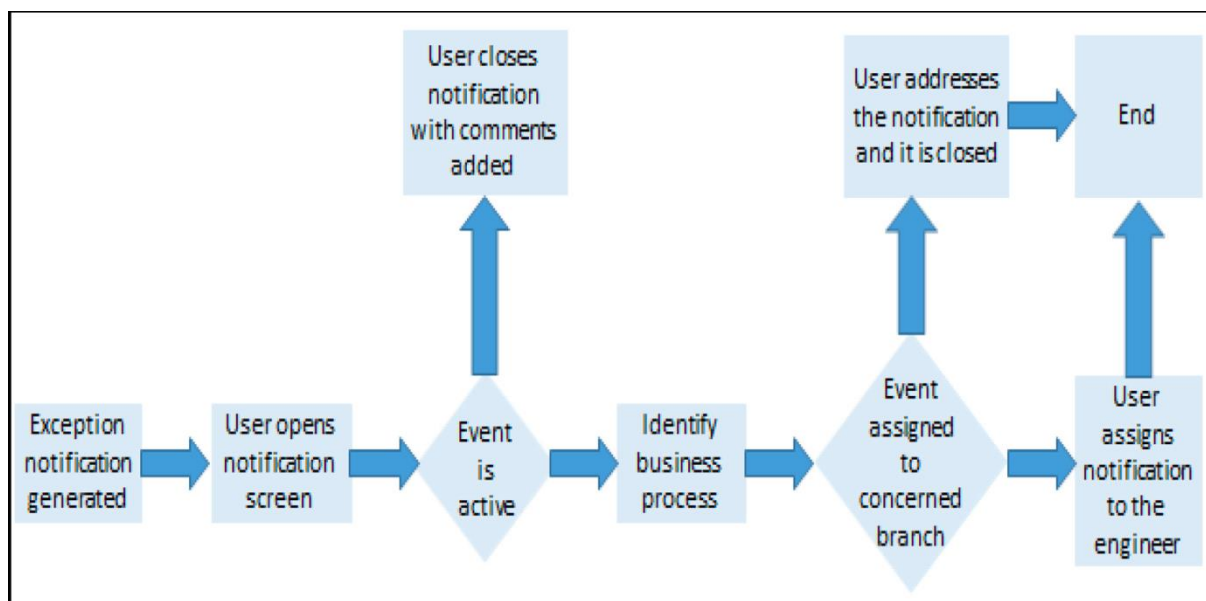 Exception
notification
generated
User opens
notification
screen
Event
is
active
User closes
notification
with comments
added
Identify
business
process
Event
assigned
to
concerned
branch
User addresses
the notification
and it is closed
User
assigns
notification
to the
engineer
End